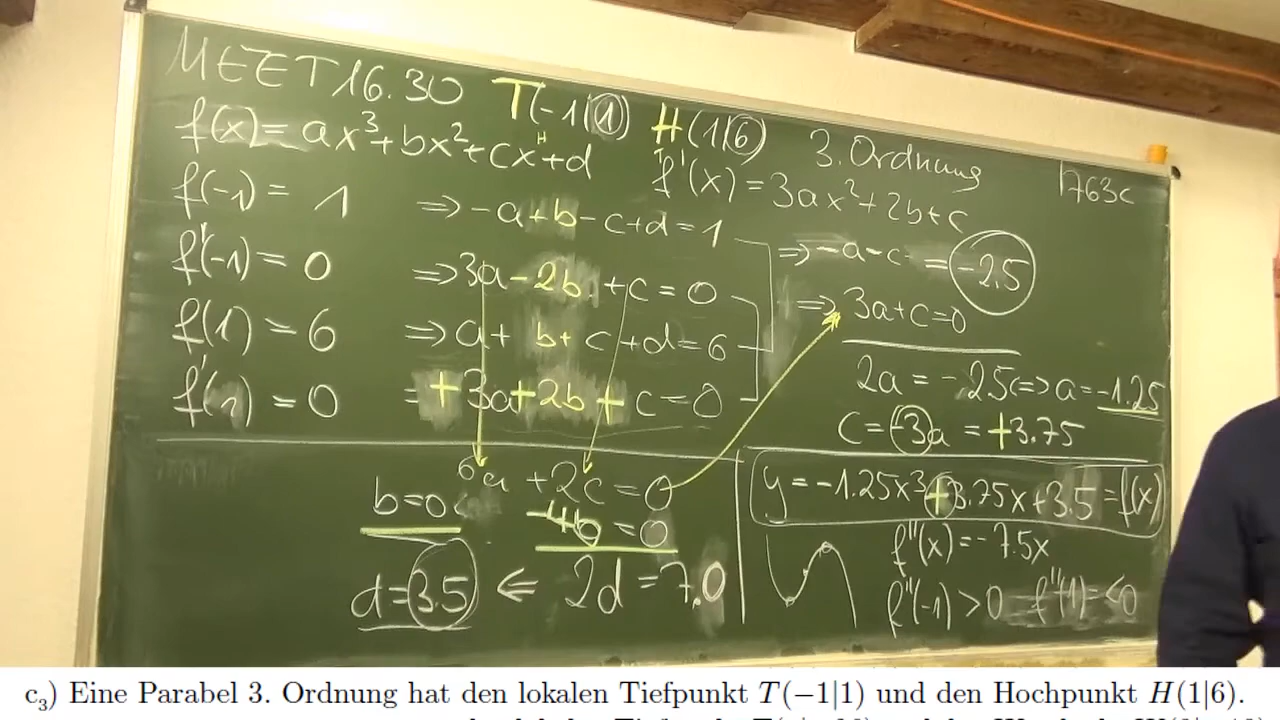 MEET 16.30 T(-1|1) H(1|6) 3. Ordnung 763c
f(x) = ax³ + bx² + cx + d f'(x) = 3ax² + 2b + c
f(-1) = 1 ⇒ -a + b - c + d = 1 ⇒ -a - c = -2.5
f'(-1) = 0 ⇒ 3a - 2b + c = 0 ⇒ 3a + c = 0
f(1) = 6 ⇒ a + b + c + d = 6 2a = -2.5 ⇒ a = -1.25
f'(1) = 0 = +3a + 2b + c = 0 c = -3a = +3.75
6a + 2c = 0 y = -1.25x³ + 3.75x + 3.5 = f(x)
b = 0 -4b = 0 f''(x) = -7.5x
d = 3.5 ⇐ 2d = 7.0 f''(-1) > 0 f''(1) = < 0
c₃) Eine Parabel 3. Ordnung hat den lokalen Tiefpunkt T(−1|1) und den Hochpunkt H(1|6).